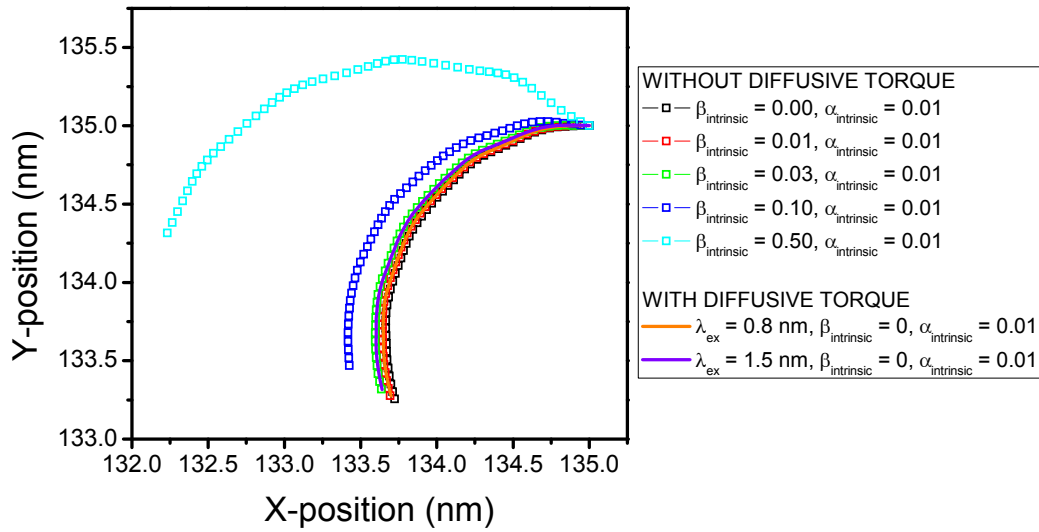 135.5
135.0
134.5
134.0
133.5
133.0
Y-position (nm)
132.0 132.5 133.0 133.5 134.0 134.5 135.0
X-position (nm)
WITHOUT DIFFUSIVE TORQUE
βintrinsic = 0.00, αintrinsic = 0.01
βintrinsic = 0.01, αintrinsic = 0.01
βintrinsic = 0.03, αintrinsic = 0.01
βintrinsic = 0.10, αintrinsic = 0.01
βintrinsic = 0.50, αintrinsic = 0.01
WITH DIFFUSIVE TORQUE
λex = 0.8 nm, βintrinsic = 0, αintrinsic = 0.01
λex = 1.5 nm, βintrinsic = 0, αintrinsic = 0.01